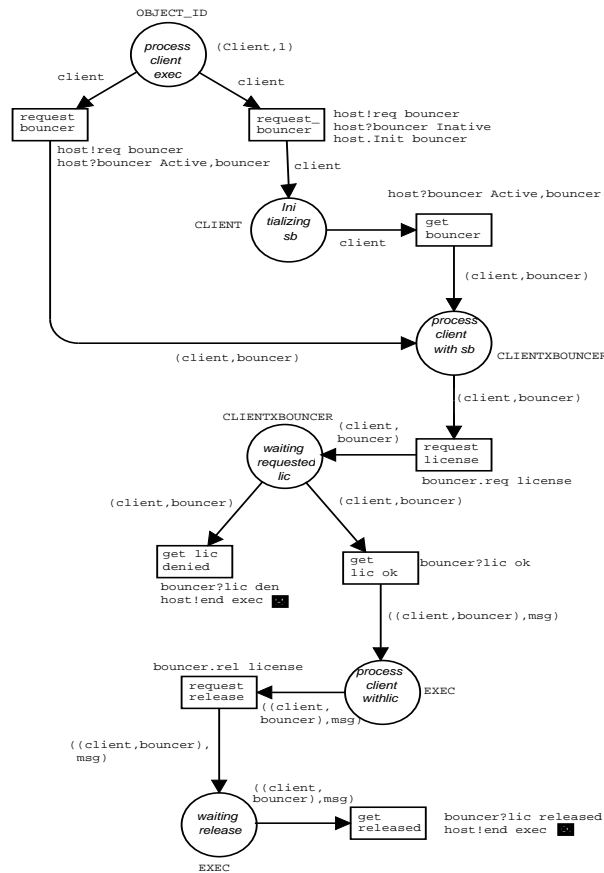 OBJECT_ID
process
client
exec
(Client,1)
client
client
request
bouncer
request_
bouncer
host!req bouncer
host?bouncer Inative
host.Init bouncer
host!req bouncer
host?bouncer Active,bouncer
client
host?bouncer Active,bouncer
CLIENT
Ini
tializing
sb
client
get
bouncer
(client,bouncer)
process
client
with sb
CLIENTXBOUNCER
(client,bouncer)
(client,bouncer)
CLIENTXBOUNCER
(client,
bouncer)
waiting
requested
lic
request
license
bouncer.req license
(client,bouncer)
(client,bouncer)
get lic
denied
get
lic ok
bouncer?lic ok
bouncer?lic den
host!end exec
((client,bouncer),msg)
bouncer.rel license
request
release
process
client
withlic
EXEC
((client,
bouncer),msg)
((client,bouncer),
msg)
((client,
bouncer),msg)
waiting
release
get
released
bouncer?lic released
host!end exec
EXEC